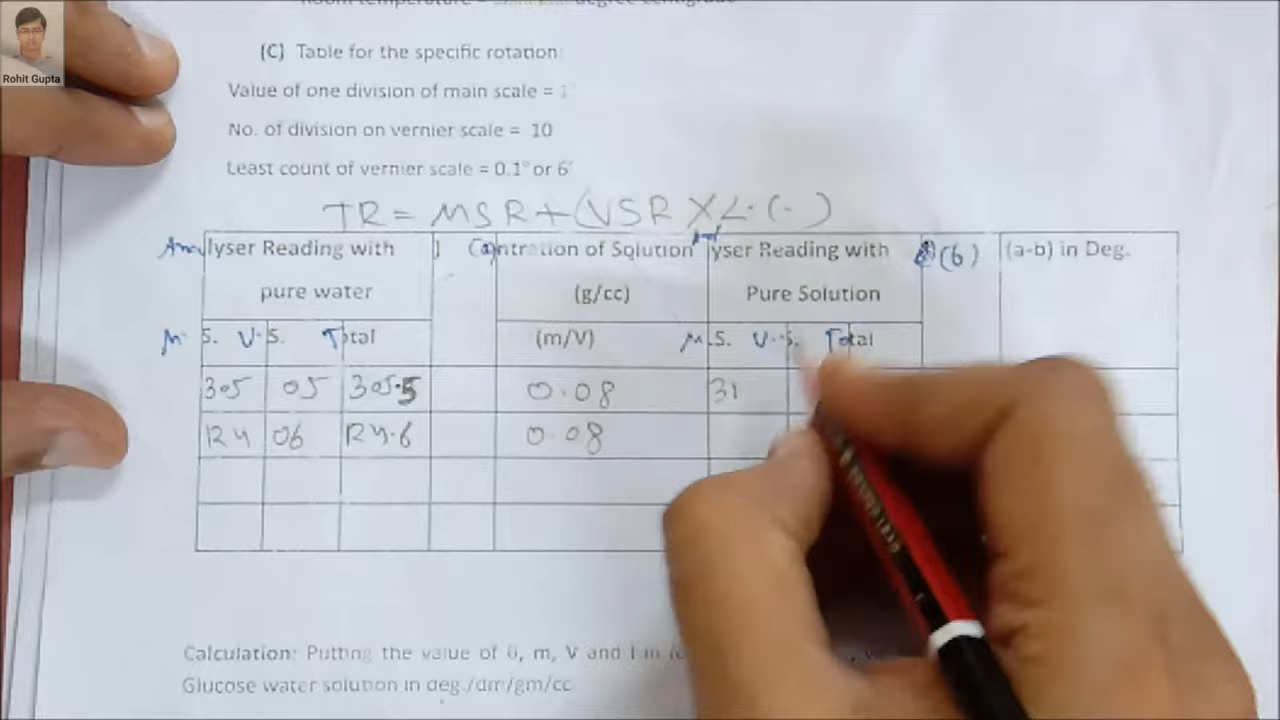 Rohit Gupta
(C) Table for the specific rotation:
Value of one division of main scale = 1°
No. of division on vernier scale = 10
Least count of vernier scale = 0.1° or 6'
TR = MSR + (VSR X L.C.)
Analyser Reading with pure water
(a)
Concentration of Solution (g/cc)
Analyser Reading with Pure Solution
(b)
(a-b) in Deg.
M.S. V.S. Total (m/V) M.S. V.S. Total
305 05 305.5 0.08 31
124 06 124.6 0.08
Calculation: Putting the value of θ, m, V and l in
Glucose water solution in deg./dm/gm/cc